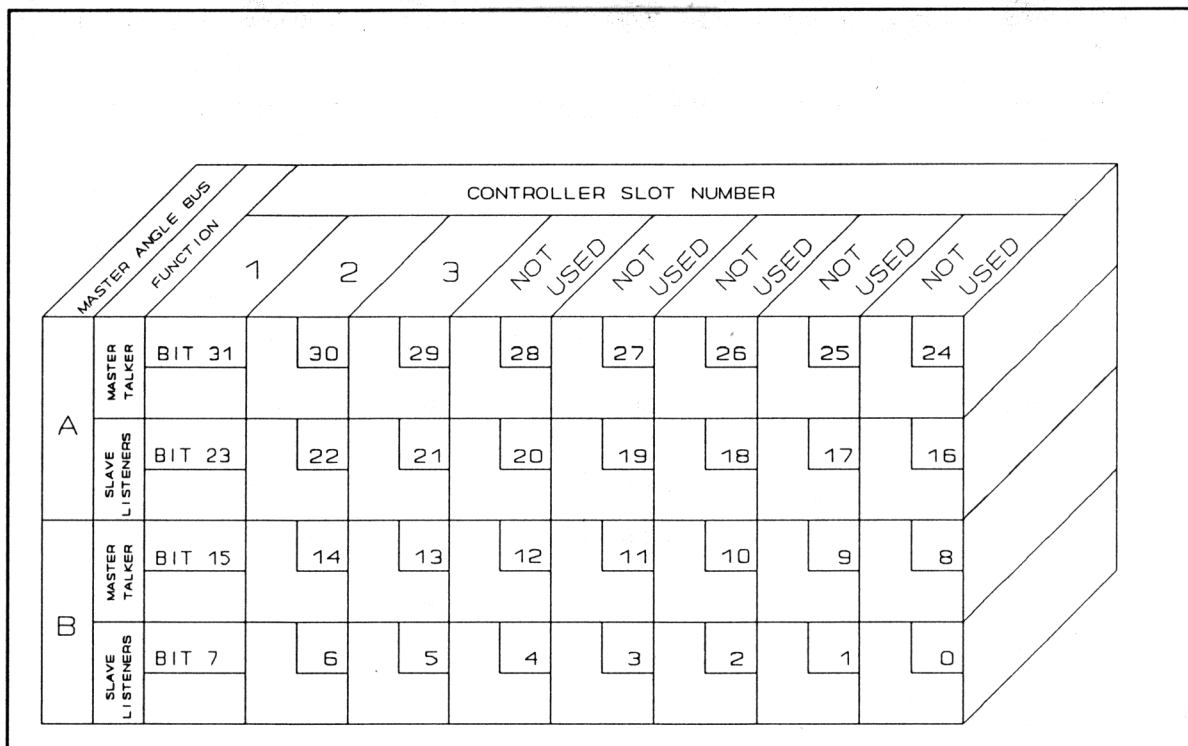 CONTROLLER SLOT NUMBER
MASTER ANGLE BUS
FUNCTION
1 2 3 NOT USED NOT USED NOT USED NOT USED NOT USED
A
MASTER TALKER
BIT 31 30 29 28 27 26 25 24
SLAVE LISTENERS
BIT 23 22 21 20 19 18 17 16
B
MASTER TALKER
BIT 15 14 13 12 11 10 9 8
SLAVE LISTENERS
BIT 7 6 5 4 3 2 1 0